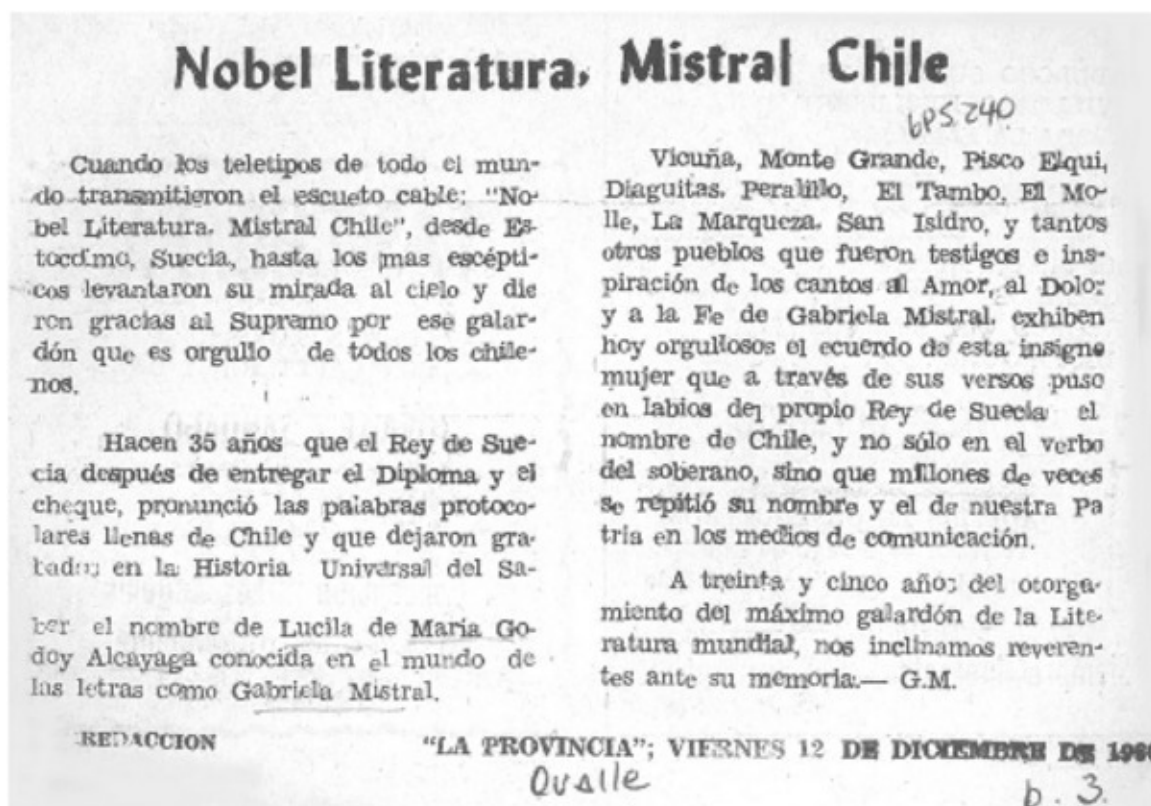 Nobel Literatura, Mistral Chile
6PS240
Cuando los teletipos de todo el mun-
do transmitieron el escueto cable: "No-
bel Literatura. Mistral Chile", desde Es-
tocolmo, Suecia, hasta los mas escépti-
cos levantaron su mirada al cielo y die
ron gracias al Supremo por ese galar-
dón que es orgullo de todos los chile-
nos.
Hacen 35 años que el Rey de Sue-
cia después de entregar el Diploma y el
cheque, pronunció las palabras protoco-
lares llenas de Chile y que dejaron gra-
tados en la Historia Universal del Sa-
ber el nombre de Lucila de María Go-
doy Alcayaga conocida en el mundo de
las letras como Gabriela Mistral.
Vicuña, Monte Grande, Pisco Elqui,
Diaguitas. Peralillo, El Tambo, El Mo-
lle, La Marqueza. San Isidro, y tantos
otros pueblos que fueron testigos e ins-
piración de los cantos al Amor, al Dolor
y a la Fe de Gabriela Mistral. exhiben
hoy orgullosos el ecuerdo de esta insigne
mujer que a través de sus versos puso
en labios del propio Rey de Suecia el
nombre de Chile, y no sólo en el verbo
del soberano, sino que millones de veces
se repitió su nombre y el de nuestra Pa
tria en los medios de comunicación.
A treinta y cinco años del otorga-
miento del máximo galardón de la Lite-
ratura mundial, nos inclinamos reveren-
tes ante su memoria.— G.M.
REDACCION
"LA PROVINCIA"; VIERNES 12 DE DICIEMBRE DE
Ovalle
p. 3.